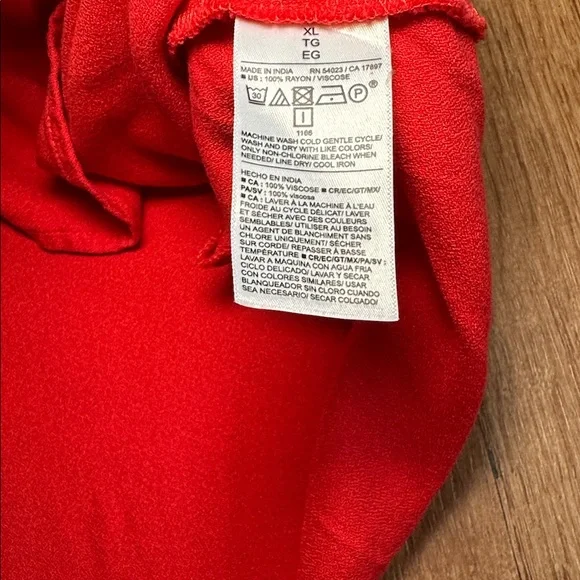 XL
TG
EG
MADE IN INDIA RN 54023 / CA 17897
■ US : 100% RAYON / VISCOSE
30 P ®
I
1166
MACHINE WASH COLD GENTLE CYCLE/
WASH AND DRY WITH LIKE COLORS/
ONLY NON-CHLORINE BLEACH WHEN
NEEDED/ LINE DRY/ COOL IRON
HECHO EN INDIA
■ CA : 100% VISCOSE ■ CR/EC/GT/MX/
PA/SV : 100% viscosa
■ CA : LAVER À LA MACHINE À L'EAU
FROIDE AU CYCLE DÉLICAT/ LAVER
ET SÉCHER AVEC DES COULEURS
SEMBLABLES/ UTILISER AU BESOIN
UN AGENT DE BLANCHIMENT SANS
CHLORE UNIQUEMENT/ SÉCHER
SUR CORDE/ REPASSER À BASSE
TEMPÉRATURE ■ CR/EC/GT/MX/PA/SV :
LAVAR A MAQUINA CON AGUA FRIA
CICLO DELICADO/ LAVAR Y SECAR
CON COLORES SIMILARES/ USAR
BLANQUEADOR SIN CLORO CUANDO
SEA NECESARIO/ SECAR COLGADO/